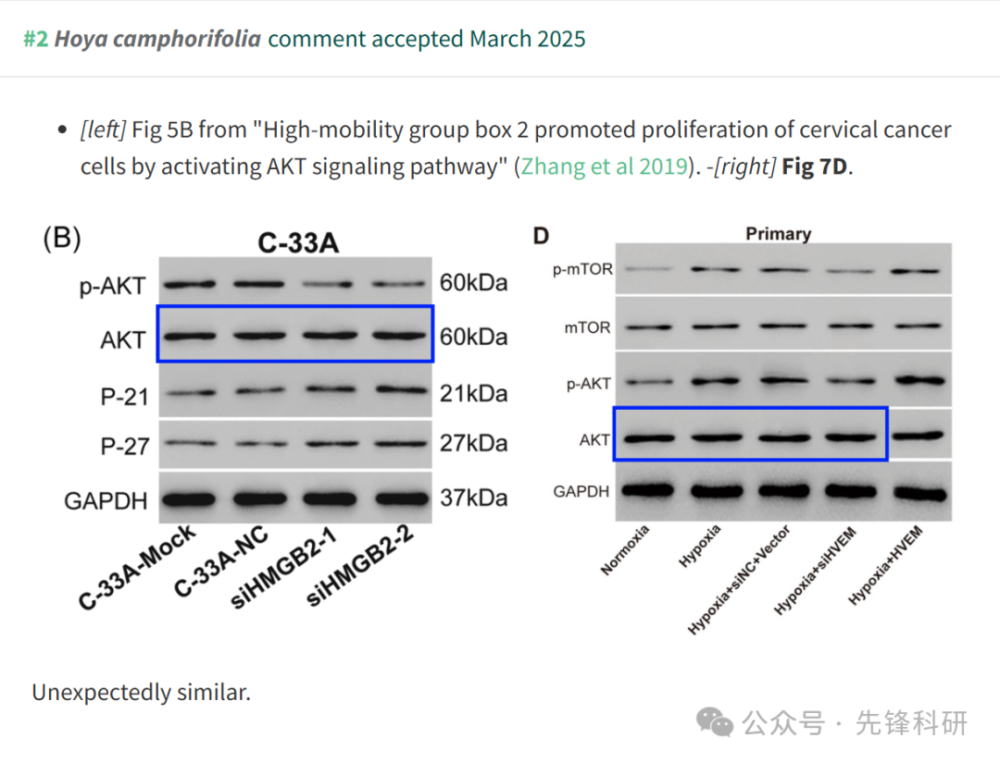 #2 Hoya camphorifolia comment accepted March 2025
• [left] Fig 5B from "High-mobility group box 2 promoted proliferation of cervical cancer
cells by activating AKT signaling pathway" (Zhang et al 2019). -[right] Fig 7D.
(B)
C-33A
p-AKT 60kDa
AKT 60kDa
P-21 21kDa
P-27 27kDa
GAPDH 37kDa
C-33A-Mock
C-33A-NC
siHMGB2-1
siHMGB2-2
D
Primary
p-mTOR
mTOR
p-AKT
AKT
GAPDH
Normoxia
Hypoxia
Hypoxia+siNC+Vector
Hypoxia+siHVEM
Hypoxia+HVEM
Unexpectedly similar.
公众号 · 先锋科研